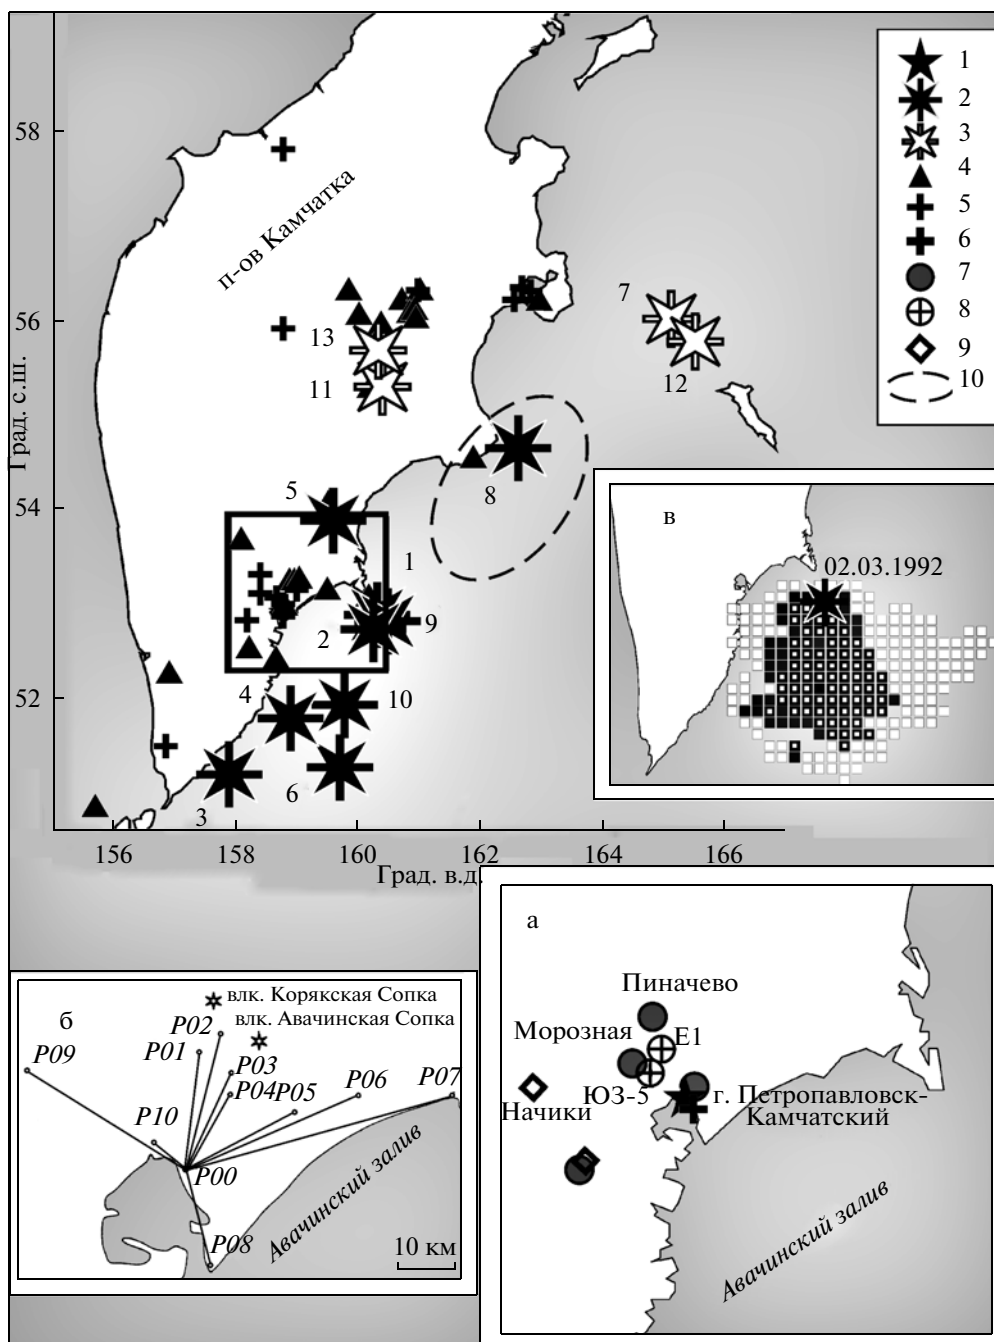 58
56
54
52
Град. с.ш.
156
158
160
162
164
166
Град. в.д.
п-ов Камчатка
13
11
7
12
5
8
1
2
9
4
10
6
3
1
2
3
4
5
6
7
8
9
10
в
02.03.1992
б
влк. Корякская Сопка
влк. Авачинская Сопка
P02
P01
P09
P03
P04
P05
P06
P07
P10
P00
P08
Авачинский залив
10 км
а
Пиначево
Морозная
E1
ЮЗ-5
Начики
г. Петропавловск-
Камчатский
Авачинский залив